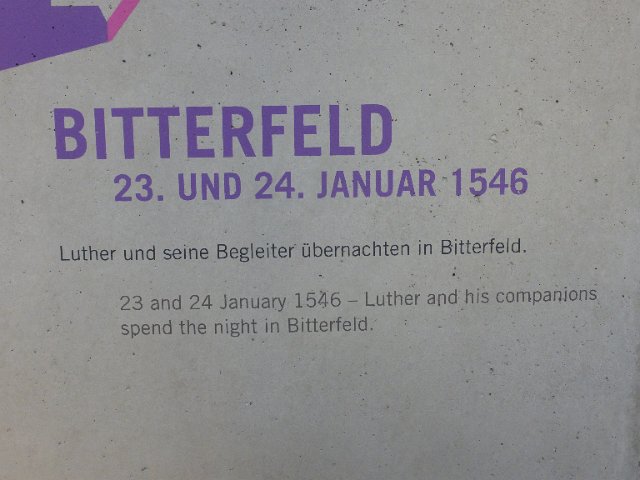 BITTERFELD
23. UND 24. JANUAR 1546
Luther und seine Begleiter übernachten in Bitterfeld.
23 and 24 January 1546 – Luther and his companions
spend the night in Bitterfeld.